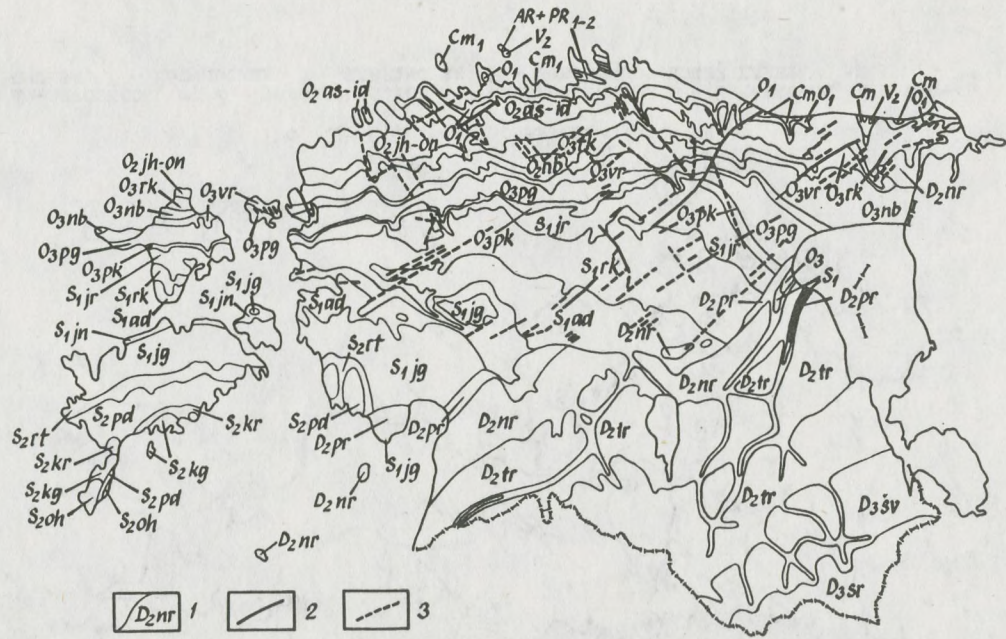 AR+PR₁₋₂
Cm₁ V₂
O₁ Cm₁
O₂as-id O₂as-id O₁ Cm O₁ Cm V₂ Cm O₁
O₁
O₂jh-on O₂nb O₃rk
O₃vr O₃vr O₃rk D₂nr
O₂jh-on
O₃rk
O₃nb O₃nb O₃vr O₃pg O₃nb
O₃pg O₃pg S₁jr O₃pk O₃pg
O₃pk O₃pk S₁jr
S₁jr S₁rk S₁jg S₁rk O₃
S₁ad S₁jn S₁ad S₁jg S₁ad D₂pr S₁ D₂pr
S₁jn
S₁jg D₂nr
S₂rt S₁jg D₂nr D₂tr D₂tr
S₂rt S₂pd S₂kr S₂pd D₂pr D₂pr D₂nr
S₂kr S₂kg S₁jg D₂tr
S₂kg S₂pd D₂nr D₂tr D₂tr D₃šv
S₂oh S₂oh
D₂nr
D₃sr
D₂nr 1 2 3